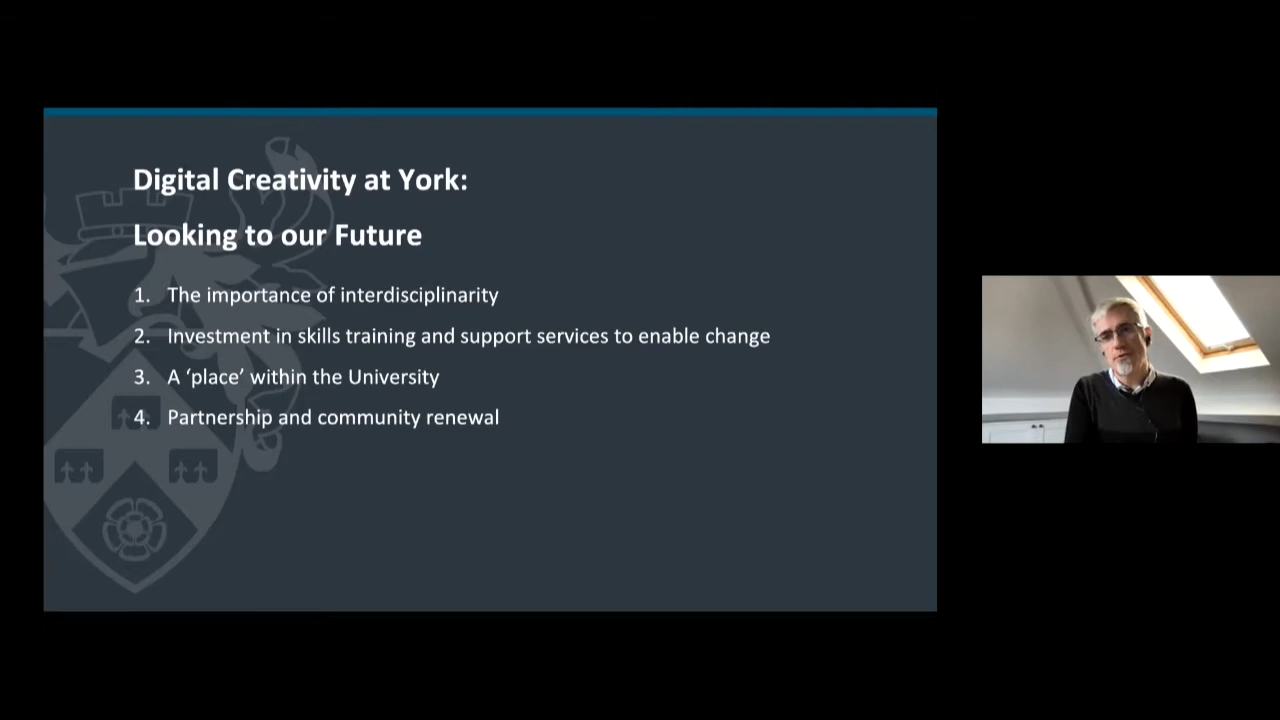 Digital Creativity at York:
Looking to our Future
1. The importance of interdisciplinarity
2. Investment in skills training and support services to enable change
3. A ‘place’ within the University
4. Partnership and community renewal